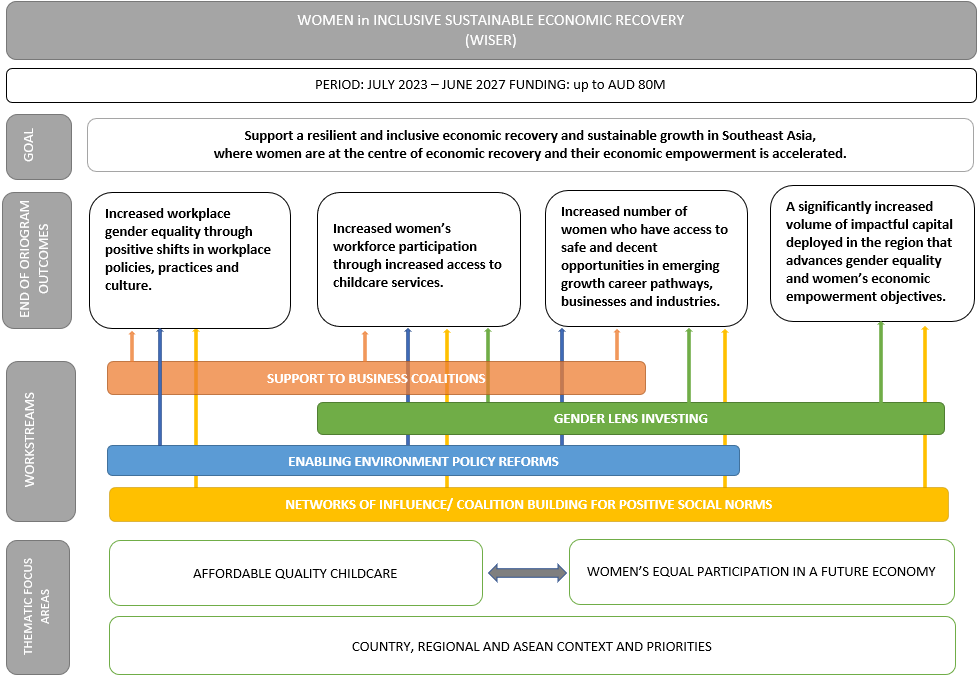 WOMEN in INCLUSIVE SUSTAINABLE ECONOMIC RECOVERY
(WISER)
PERIOD: JULY 2023 – JUNE 2027 FUNDING: up to AUD 80M
GOAL
Support a resilient and inclusive economic recovery and sustainable growth in Southeast Asia,
where women are at the centre of economic recovery and their economic empowerment is accelerated.
END OF ORIOGRAM
OUTCOMES
Increased workplace
gender equality through
positive shifts in workplace
policies, practices and
culture.
Increased women’s
workforce participation
through increased access to
childcare services.
Increased number of
women who have access to
safe and decent
opportunities in emerging
growth career pathways,
businesses and industries.
A significantly increased
volume of impactful capital
deployed in the region that
advances gender equality
and women’s economic
empowerment objectives.
WORKSTREAMS
SUPPORT TO BUSINESS COALITIONS
GENDER LENS INVESTING
ENABLING ENVIRONMENT POLICY REFORMS
NETWORKS OF INFLUENCE/ COALITION BUILDING FOR POSITIVE SOCIAL NORMS
THEMATIC FOCUS
AREAS
AFFORDABLE QUALITY CHILDCARE
WOMEN’S EQUAL PARTICIPATION IN A FUTURE ECONOMY
COUNTRY, REGIONAL AND ASEAN CONTEXT AND PRIORITIES